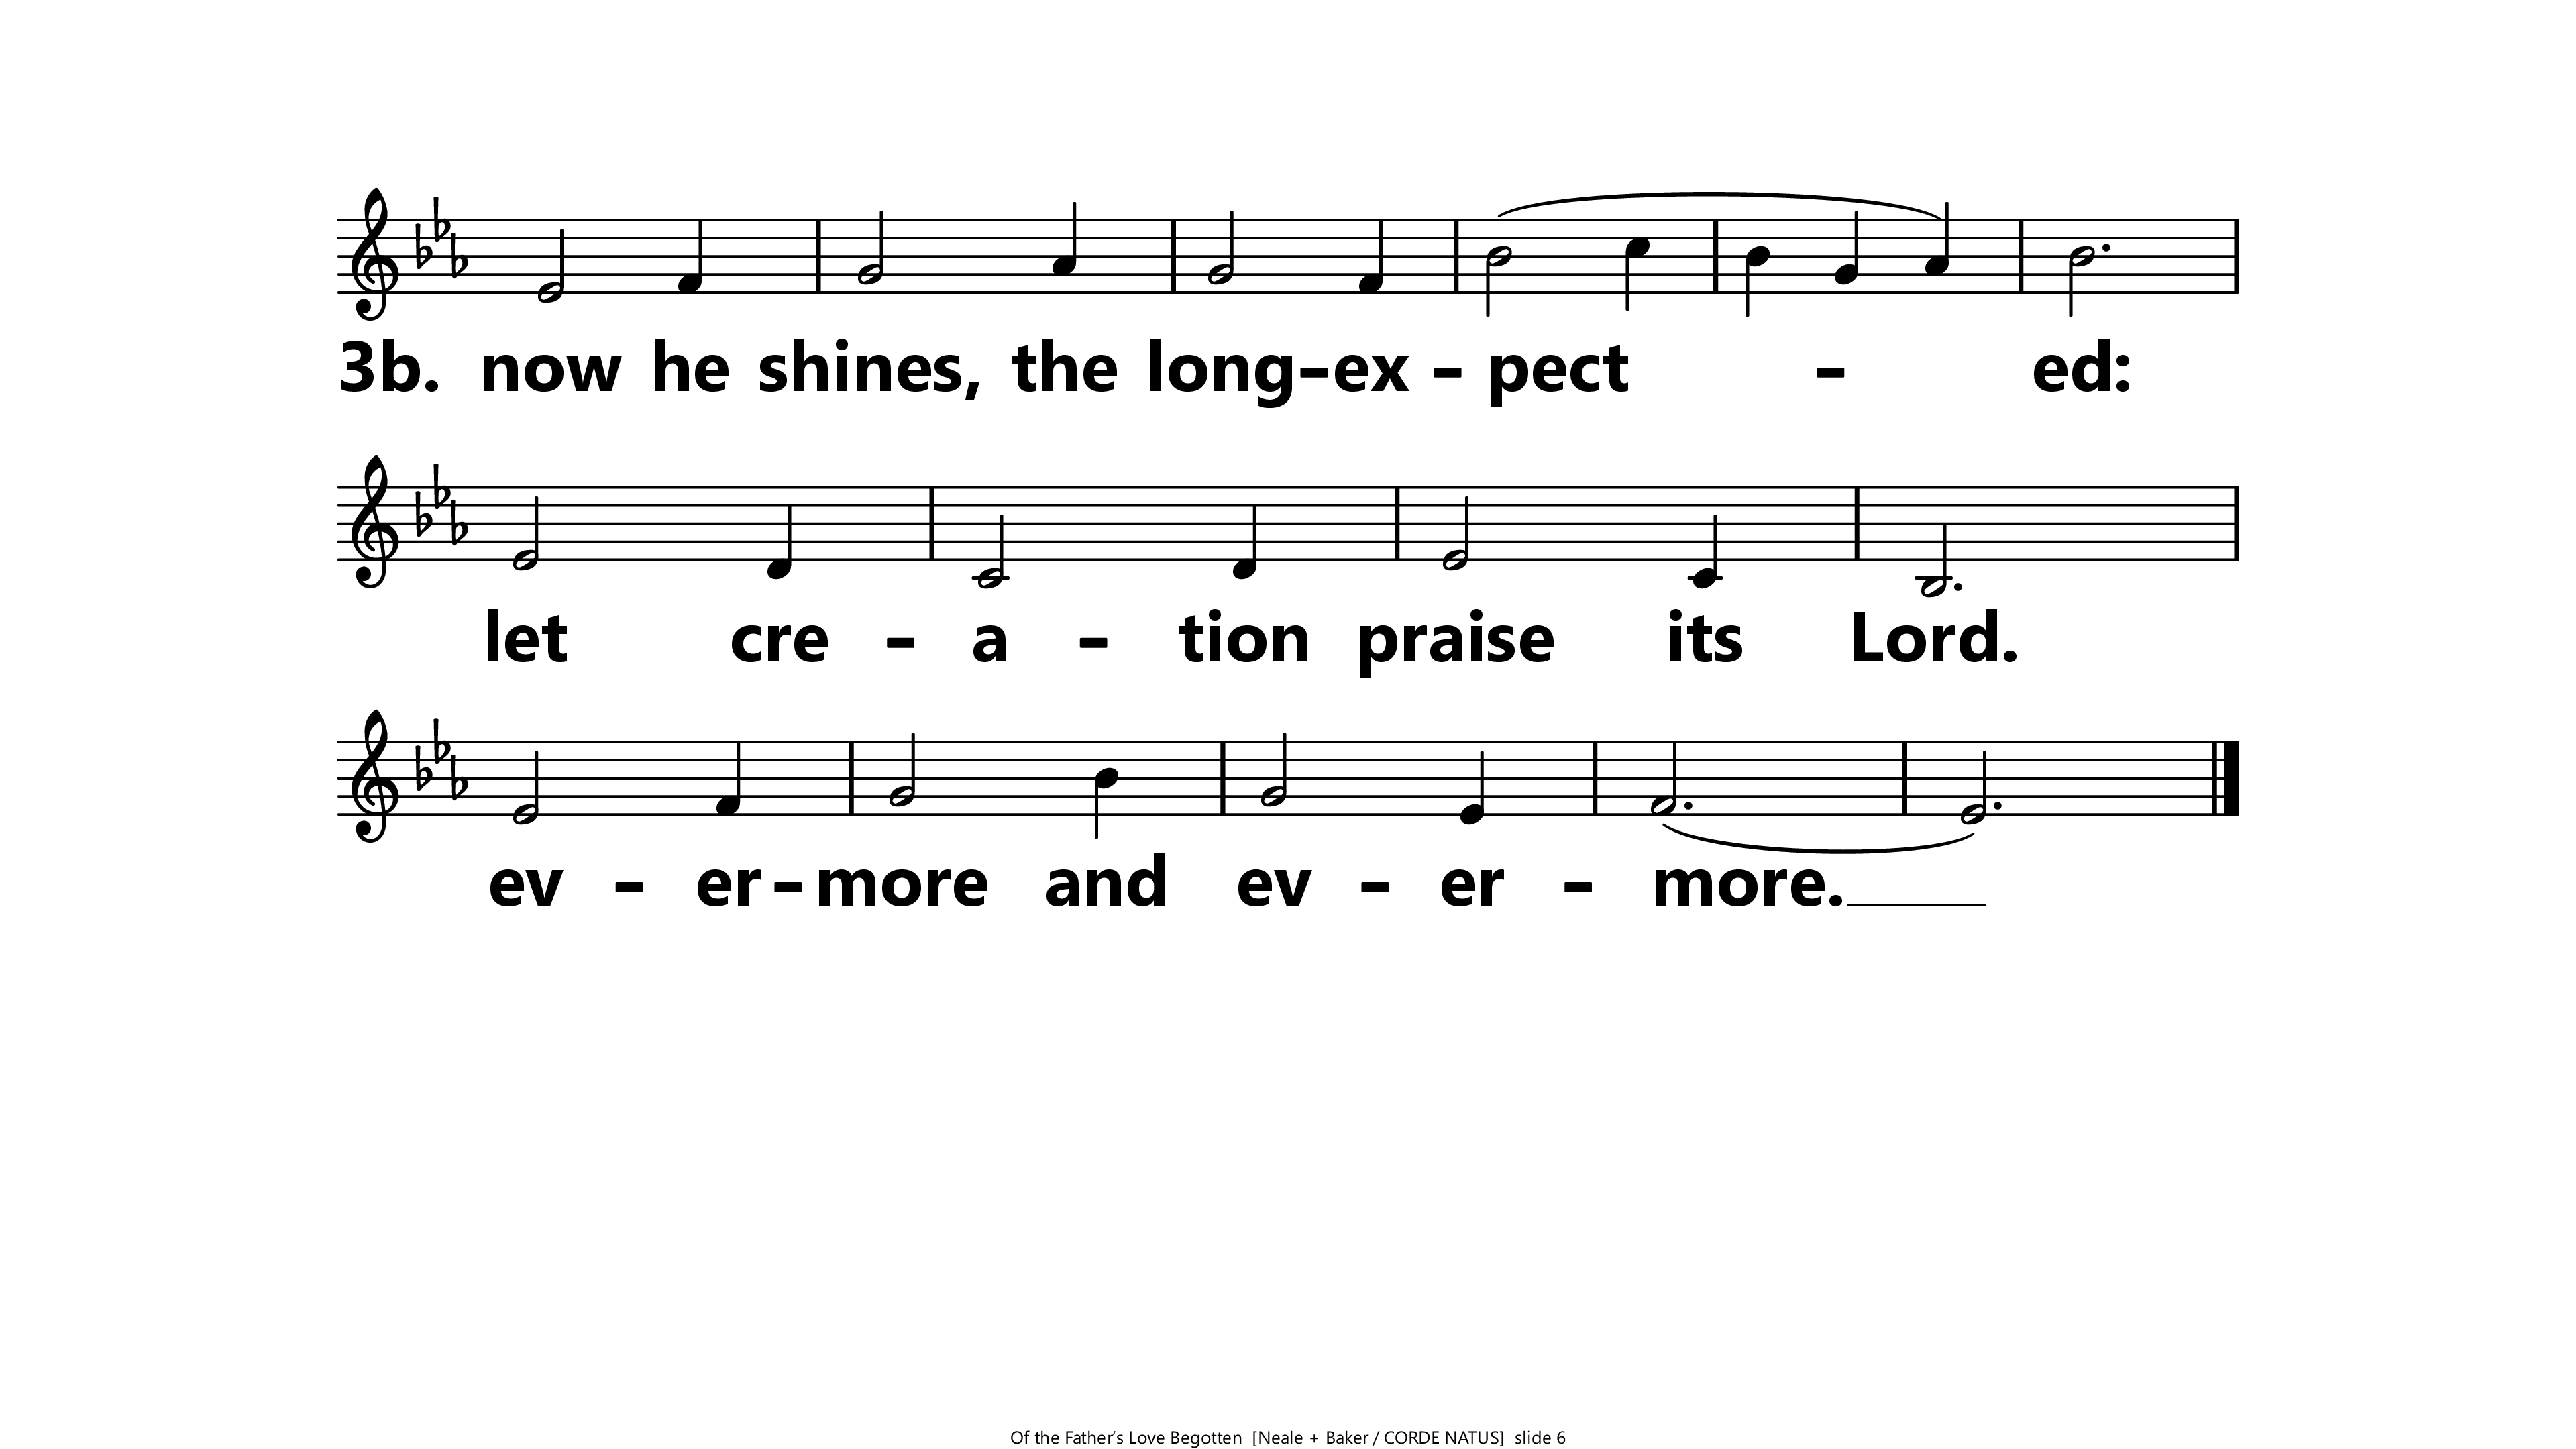 3b. now he shines, the long-ex - pect - ed:
let cre - a - tion praise its Lord.
ev - er - more and ev - er - more.
Of the Father’s Love Begotten [Neale + Baker / CORDE NATUS] slide 6